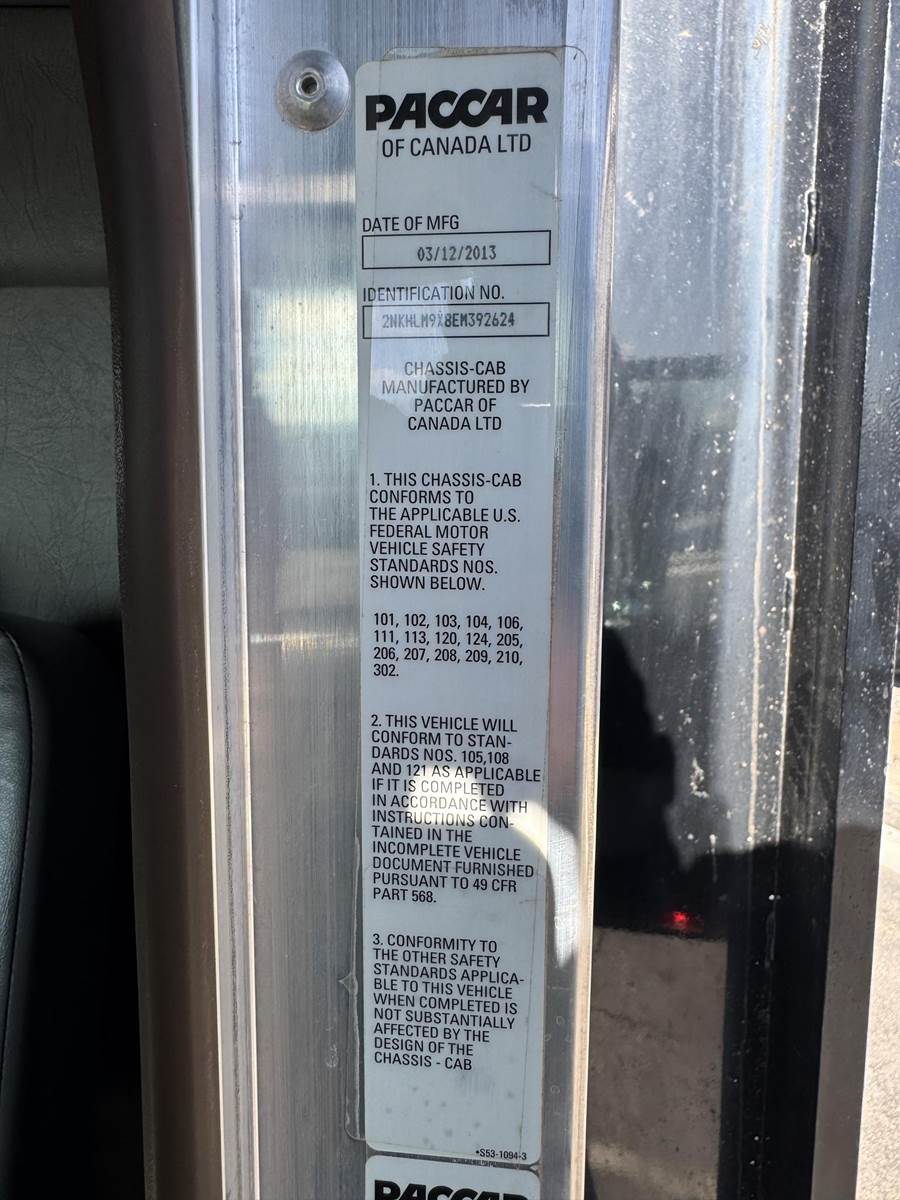 PACCAR
OF CANADA LTD
DATE OF MFG
03/12/2013
IDENTIFICATION NO.
2NKHLM9X8EM392624
CHASSIS-CAB
MANUFACTURED BY
PACCAR OF
CANADA LTD
1. THIS CHASSIS-CAB
CONFORMS TO
THE APPLICABLE U.S.
FEDERAL MOTOR
VEHICLE SAFETY
STANDARDS NOS.
SHOWN BELOW.
101, 102, 103, 104, 106,
111, 113, 120, 124, 205,
206, 207, 208, 209, 210,
302.
2. THIS VEHICLE WILL
CONFORM TO STAN-
DARDS NOS. 105,108
AND 121 AS APPLICABLE
IF IT IS COMPLETED
IN ACCORDANCE WITH
INSTRUCTIONS CON-
TAINED IN THE
INCOMPLETE VEHICLE
DOCUMENT FURNISHED
PURSUANT TO 49 CFR
PART 568.
3. CONFORMITY TO
THE OTHER SAFETY
STANDARDS APPLICA-
BLE TO THIS VEHICLE
WHEN COMPLETED IS
NOT SUBSTANTIALLY
AFFECTED BY THE
DESIGN OF THE
CHASSIS - CAB
•S53-1094-3
PACCAR